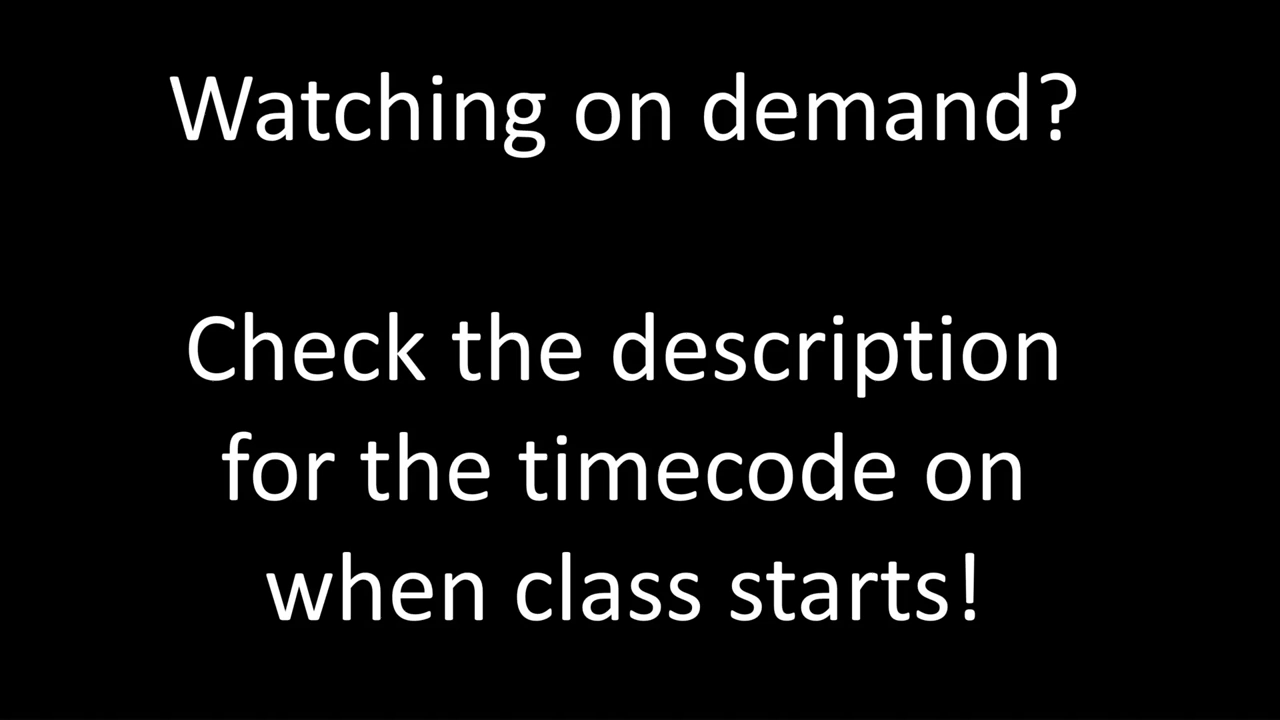 Watching on demand?
Check the description
for the timecode on
when class starts!